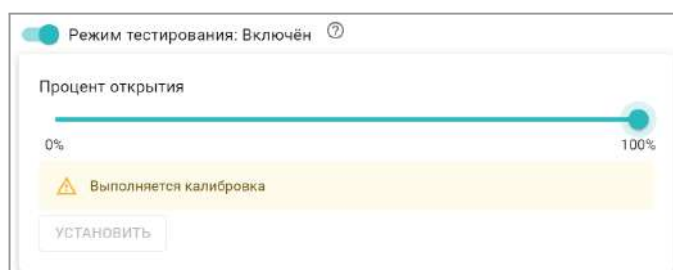 Режим тестирования: Включён
Процент открытия
0% 100%
Выполняется калибровка
УСТАНОВИТЬ